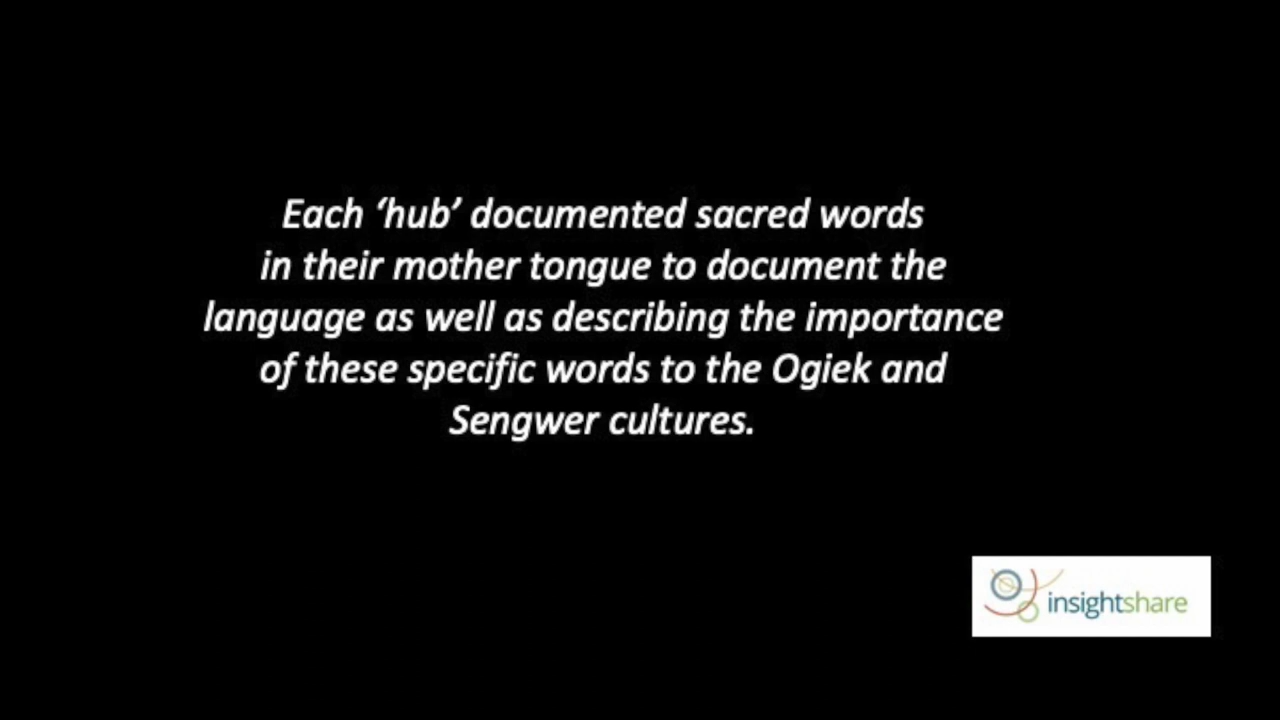 Each ‘hub’ documented sacred words
in their mother tongue to document the
language as well as describing the importance
of these specific words to the Ogiek and
Sengwer cultures.
insightshare